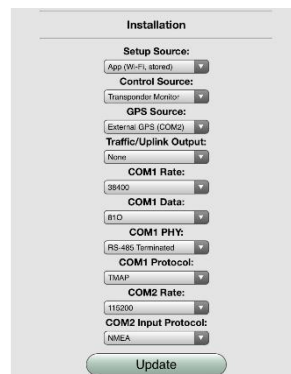 Installation
Setup Source:
App (Wi-Fi, stored)
Control Source:
Transponder Monitor
GPS Source:
External GPS (COM2)
Traffic/Uplink Output:
None
COM1 Rate:
38400
COM1 Data:
81O
COM1 PHY:
RS-485 Terminated
COM1 Protocol:
TMAP
COM2 Rate:
115200
COM2 Input Protocol:
NMEA
Update